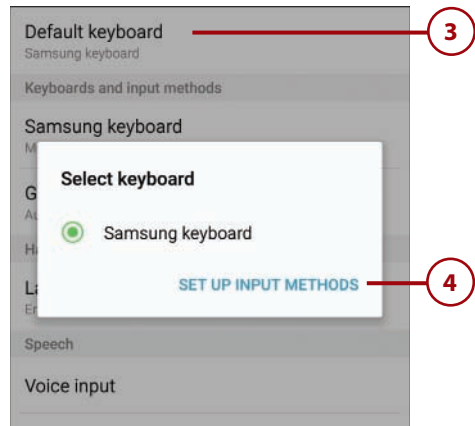 Default keyboard
3
Samsung keyboard
Keyboards and input methods
Samsung keyboard
Select keyboard
Samsung keyboard
SET UP INPUT METHODS
4
Speech
Voice input